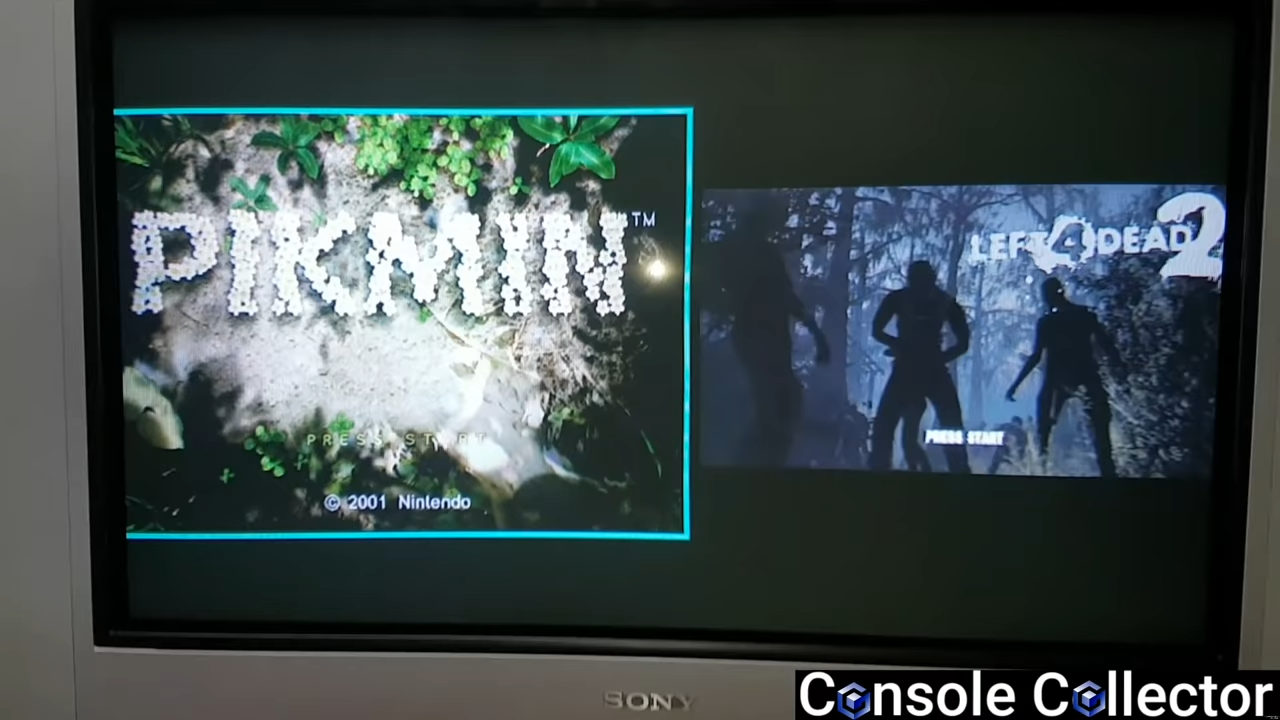 PIKMIN™
PRESS START
© 2001 Nintendo
LEFT 4 DEAD 2
PRESS START
SONY
Console Collector